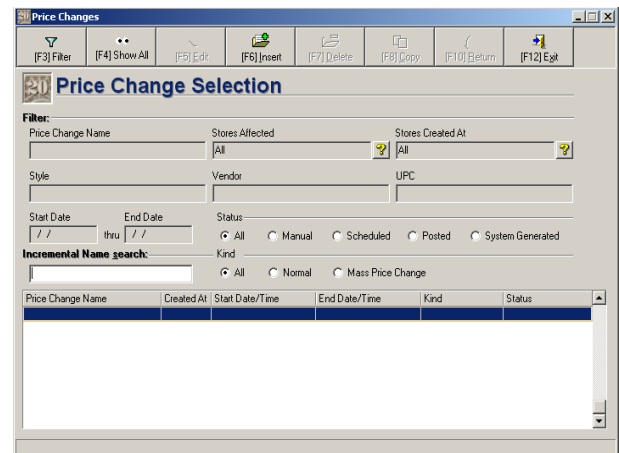 Price Changes
[F3] Filter [F4] Show All [F5] Edit [F6] Insert [F7] Delete [F8] Copy [F10] Return [F12] Exit
20 Price Change Selection
Filter:
Price Change Name Stores Affected Stores Created At
All ? All ?
Style Vendor UPC
Start Date End Date Status
/ / thru / / All Manual Scheduled Posted System Generated
Incremental Name search: Kind
All Normal Mass Price Change
Price Change Name Created At Start Date/Time End Date/Time Kind Status